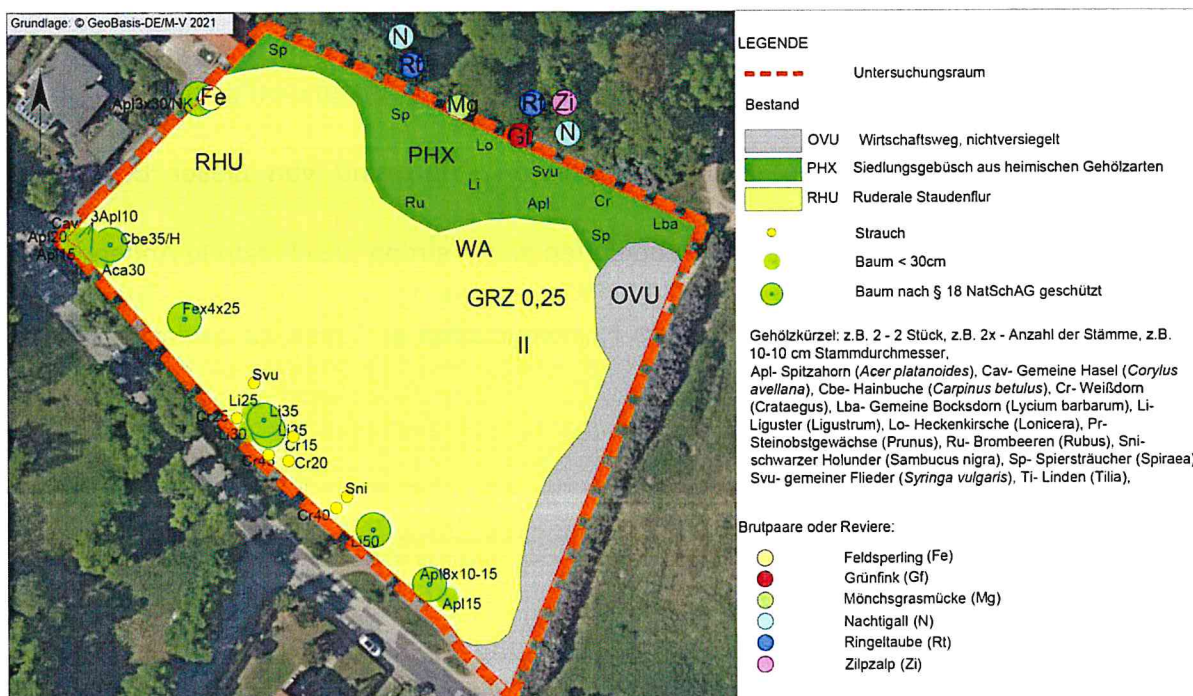 Grundlage: © GeoBasis-DE/M-V 2021
N
Sp
Rt
Fe
Apl3x30/NK
Mg
Rt
Zi
Sp
Gf
N
RHU
PHX
Lo
Svu
Li
Ru
Apl
Cr
Lba
Sp
3Apl10
Cav
Apl20
Cbe35/H
Apl15
Aca30
WA
GRZ 0,25
OVU
II
Fex4x25
Svu
Li25
Li35
Cr25
Li30
Li35
Cr15
Cr45
Cr20
Sni
Cr40
Li50
Apl8x10-15
Apl15
LEGENDE
Untersuchungsraum
Bestand
OVU Wirtschaftsweg, nichtversiegelt
PHX Siedlungsgebüsch aus heimischen Gehölzarten
RHU Ruderale Staudenflur
Strauch
Baum < 30cm
Baum nach § 18 NatSchAG geschützt
Gehölzkürzel: z.B. 2 - 2 Stück, z.B. 2x - Anzahl der Stämme, z.B.
10-10 cm Stammdurchmesser,
Apl- Spitzahorn (Acer platanoides), Cav- Gemeine Hasel (Corylus
avellana), Cbe- Hainbuche (Carpinus betulus), Cr- Weißdorn
(Crataegus), Lba- Gemeine Bocksdorn (Lycium barbarum), Li-
Liguster (Ligustrum), Lo- Heckenkirsche (Lonicera), Pr-
Steinobstgewächse (Prunus), Ru- Brombeeren (Rubus), Sni-
schwarzer Holunder (Sambucus nigra), Sp- Spiersträucher (Spiraea)
Svu- gemeiner Flieder (Syringa vulgaris), Ti- Linden (Tilia),
Brutpaare oder Reviere:
Feldsperling (Fe)
Grünfink (Gf)
Mönchsgrasmücke (Mg)
Nachtigall (N)
Ringeltaube (Rt)
Zilpzalp (Zi)